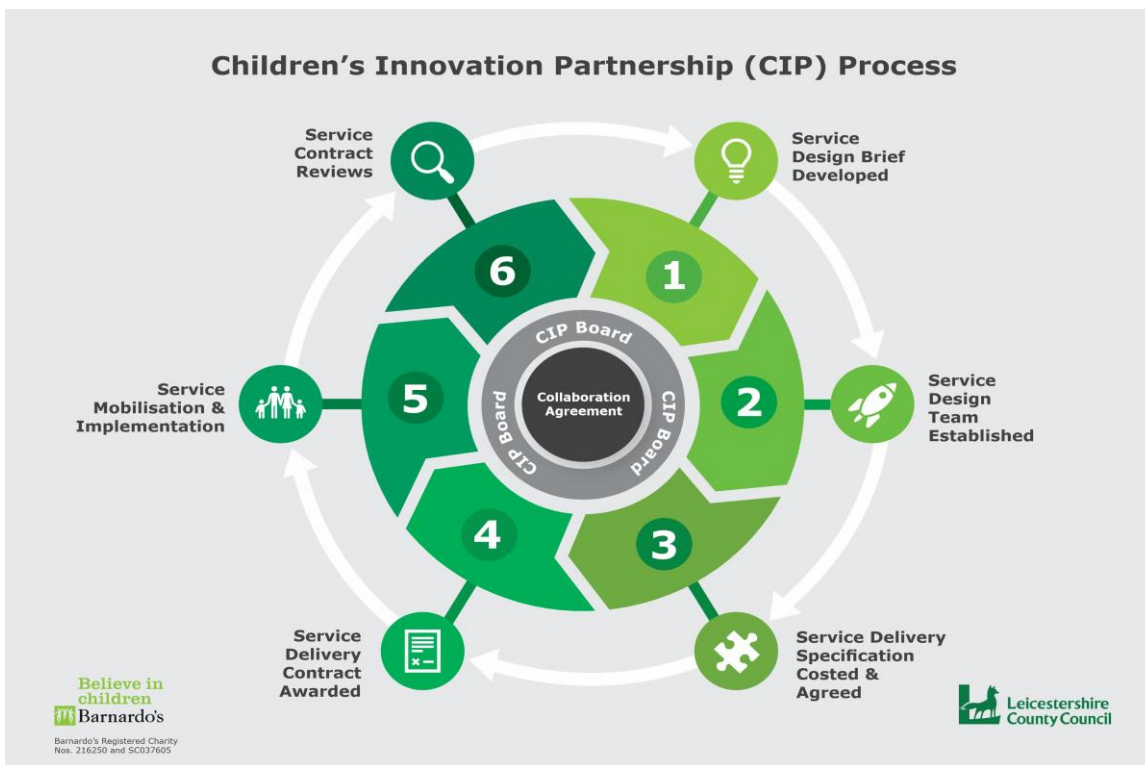 Children's Innovation Partnership (CIP) Process
Service
Design Brief
Developed
1
Service
Design
Team
Established
2
Service Delivery
Specification
Costed &
Agreed
3
Service
Delivery
Contract
Awarded
4
Service
Mobilisation &
Implementation
5
Service
Contract
Reviews
6
CIP Board
CIP Board
CIP Board
Collaboration
Agreement
Believe in
children
Barnardo's
Barnardo's Registered Charity
Nos. 216250 and SC037605
Leicestershire
County Council